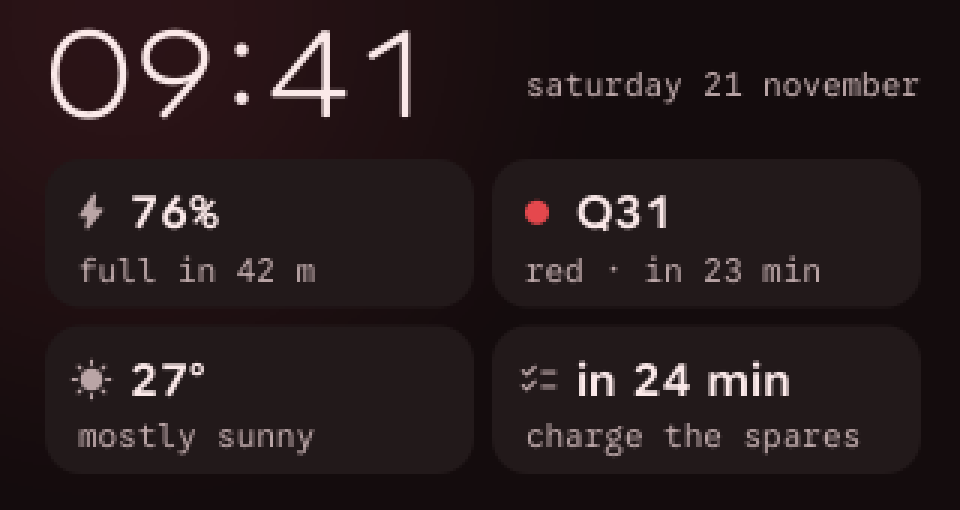 09:41
saturday 21 november
76%
full in 42 m
Q31
red · in 23 min
27°
mostly sunny
in 24 min
charge the spares